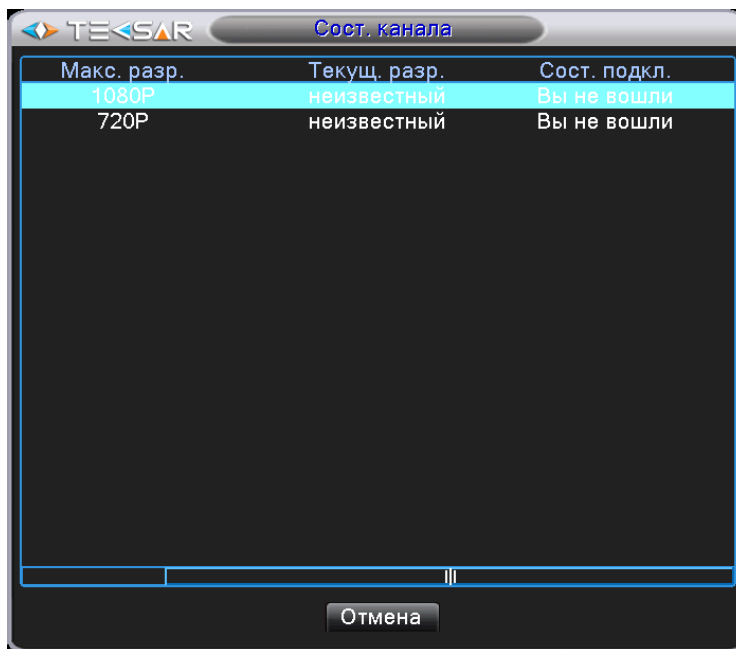 TEKSAR Сост. канала
Макс. разр. Текущ. разр. Сост. подкл.
1080P неизвестный Вы не вошли
720P неизвестный Вы не вошли
Отмена